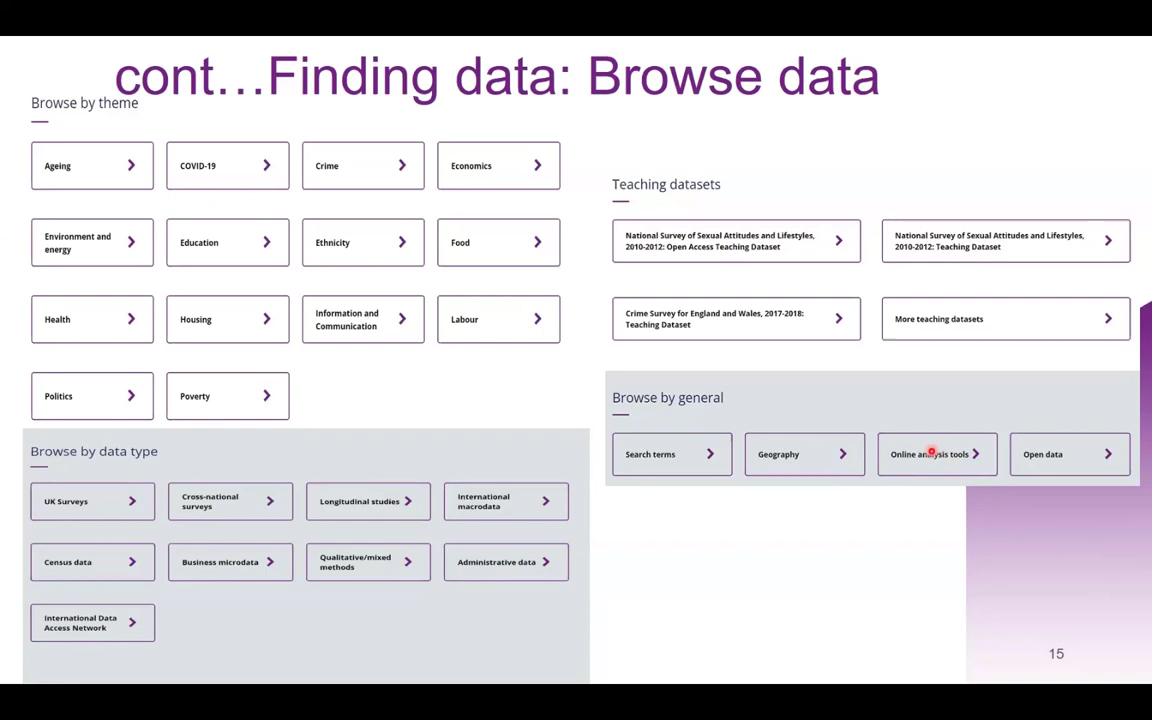 cont…Finding data: Browse data
Browse by theme
Ageing
COVID-19
Crime
Economics
Environment and
energy
Education
Ethnicity
Food
Health
Housing
Information and
Communication
Labour
Politics
Poverty
Browse by data type
UK Surveys
Cross-national
surveys
Longitudinal studies
International
macrodata
Census data
Business microdata
Qualitative/mixed
methods
Administrative data
International Data
Access Network
Teaching datasets
National Survey of Sexual Attitudes and Lifestyles,
2010-2012: Open Access Teaching Dataset
National Survey of Sexual Attitudes and Lifestyles,
2010-2012: Teaching Dataset
Crime Survey for England and Wales, 2017-2018:
Teaching Dataset
More teaching datasets
Browse by general
Search terms
Geography
Online analysis tools
Open data
15